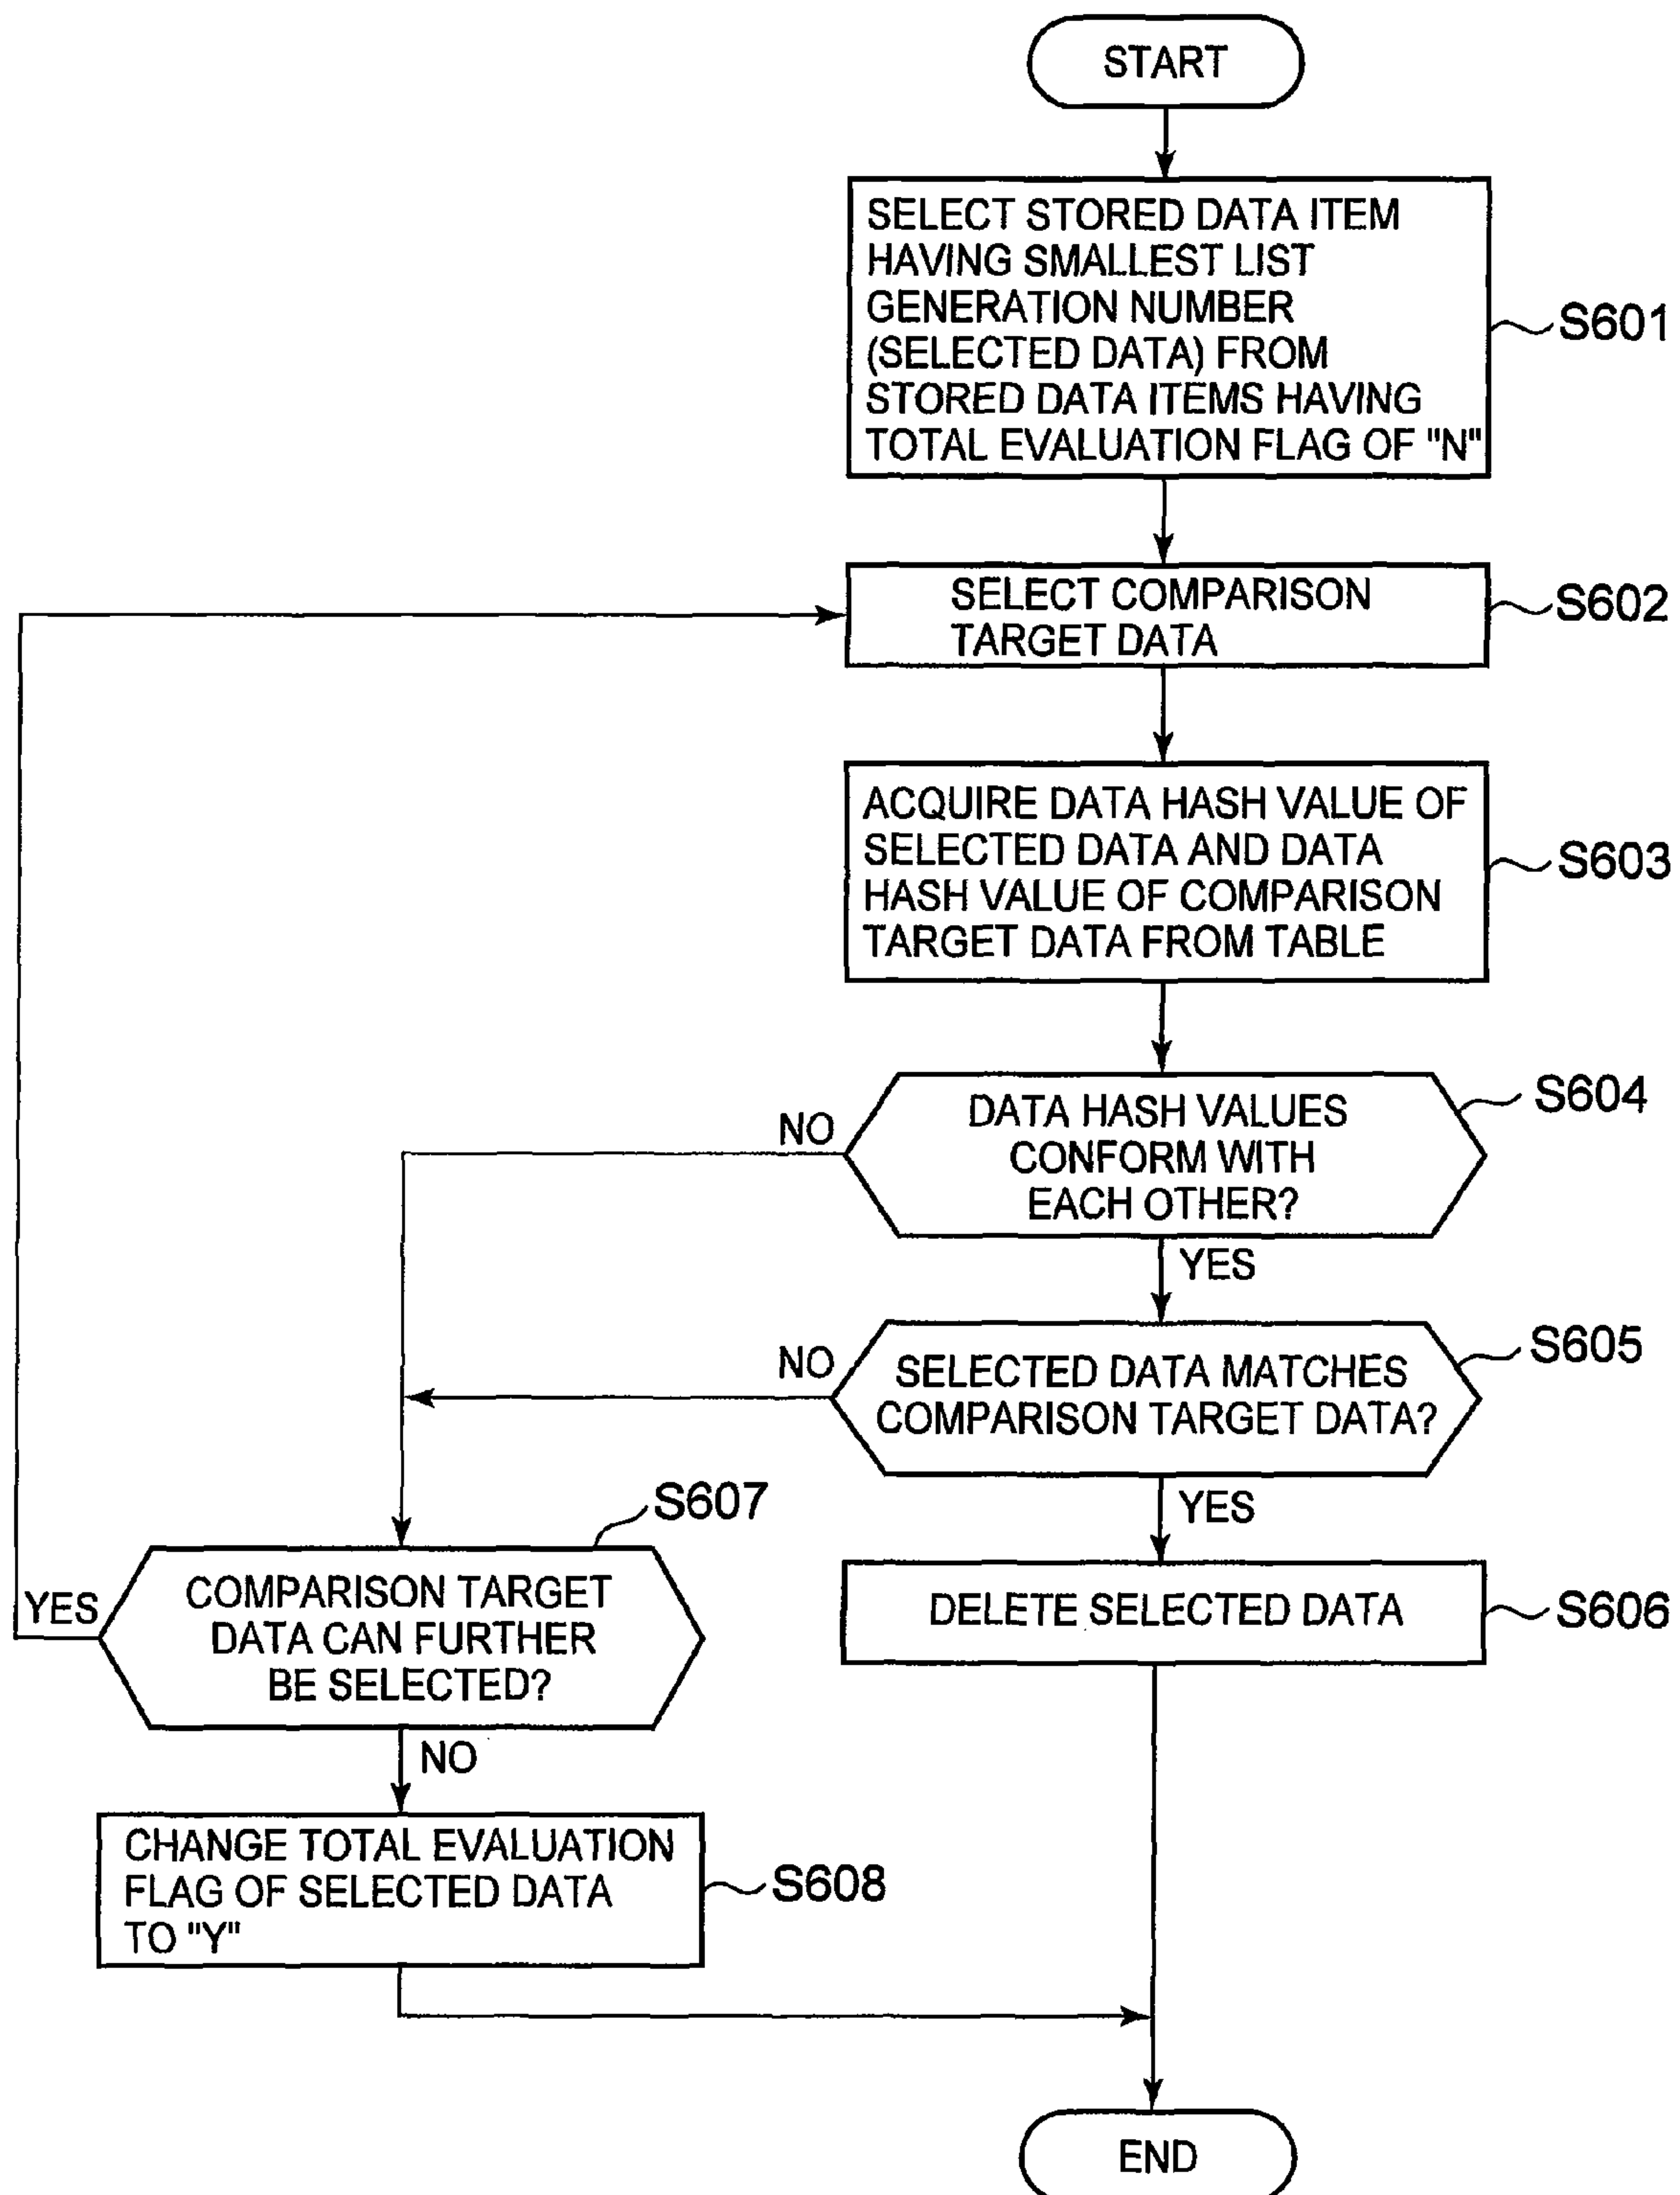 START
SELECT STORED DATA ITEM
HAVING SMALLEST LIST
GENERATION NUMBER
(SELECTED DATA) FROM
STORED DATA ITEMS HAVING
TOTAL EVALUATION FLAG OF "N"
S601
SELECT COMPARISON
TARGET DATA
S602
ACQUIRE DATA HASH VALUE OF
SELECTED DATA AND DATA
HASH VALUE OF COMPARISON
TARGET DATA FROM TABLE
S603
DATA HASH VALUES
CONFORM WITH
EACH OTHER?
S604
NO
YES
SELECTED DATA MATCHES
COMPARISON TARGET DATA?
S605
NO
YES
DELETE SELECTED DATA
S606
COMPARISON TARGET
DATA CAN FURTHER
BE SELECTED?
S607
YES
NO
CHANGE TOTAL EVALUATION
FLAG OF SELECTED DATA
TO "Y"
S608
END